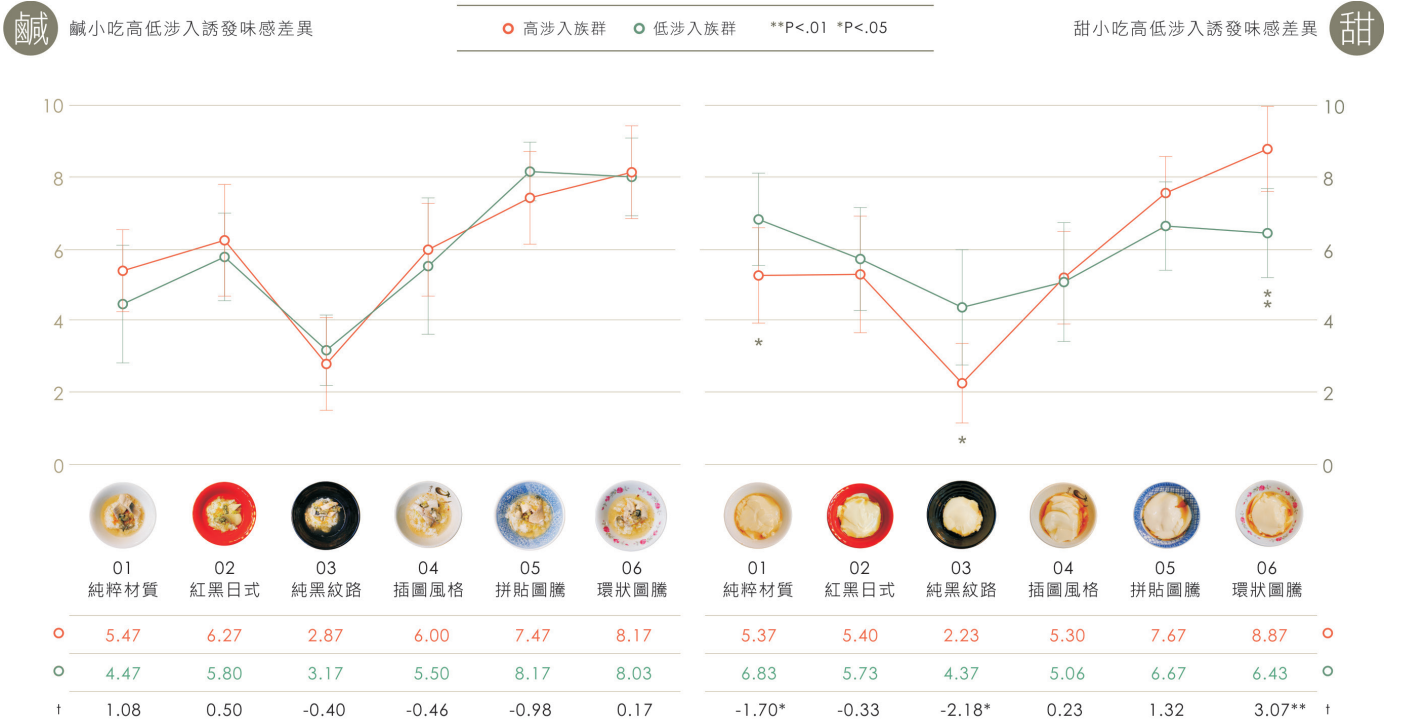 鹹 鹹小吃高低涉入誘發味感差異
高涉入族群 低涉入族群 **P<.01 *P<.05
甜小吃高低涉入誘發味感差異 甜
10
8
6
4
2
0
10
8
6
4
2
0
*
*
*
*
01 02 03 04 05 06
純粹材質 紅黑日式 純黑紋路 插圖風格 拼貼圖騰 環狀圖騰
5.47 6.27 2.87 6.00 7.47 8.17
4.47 5.80 3.17 5.50 8.17 8.03
t 1.08 0.50 -0.40 -0.46 -0.98 0.17
01 02 03 04 05 06
純粹材質 紅黑日式 純黑紋路 插圖風格 拼貼圖騰 環狀圖騰
5.37 5.40 2.23 5.30 7.67 8.87
6.83 5.73 4.37 5.06 6.67 6.43
-1.70* -0.33 -2.18* 0.23 1.32 3.07** t